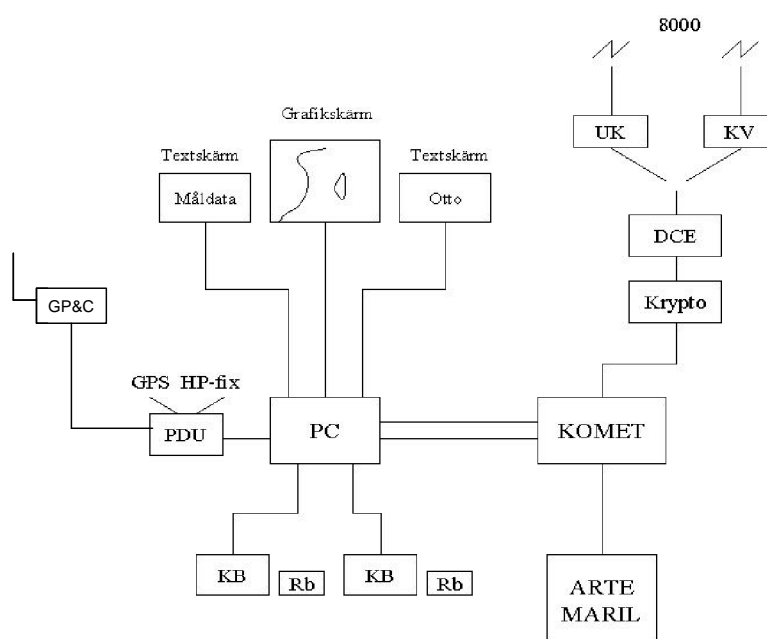 8000
UK
KV
Grafikskärm
Textskärm
Textskärm
Måldata
Otto
DCE
GP&C
Krypto
GPS HP-fix
PDU
PC
KOMET
KB
Rb
KB
Rb
ARTE
MARIL